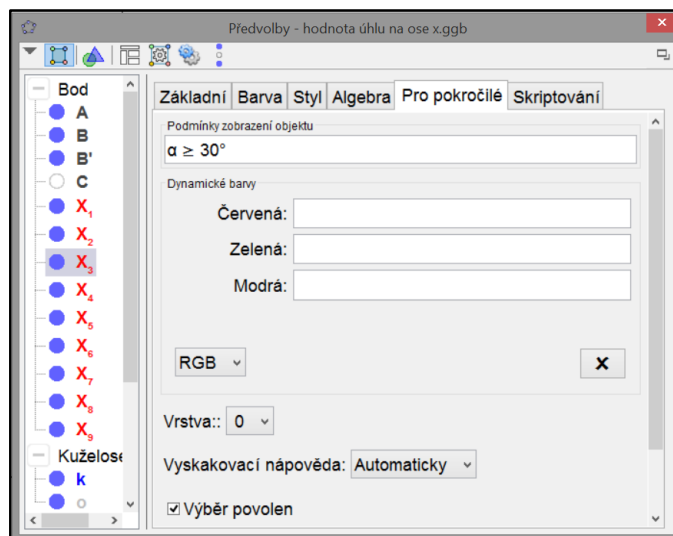 Předvolby - hodnota úhlu na ose x.ggb
x
Bod
A
B
B'
C
X₁
X₂
X₃
X₄
X₅
X₆
X₇
X₈
X₉
Kuželose
k
o
Základní Barva Styl Algebra Pro pokročilé Skriptování
Podmínky zobrazení objektu
α ≥ 30°
Dynamické barvy
Červená:
Zelená:
Modrá:
RGB
x
Vrstva:: 0
Vyskakovací nápověda: Automaticky
Výběr povolen